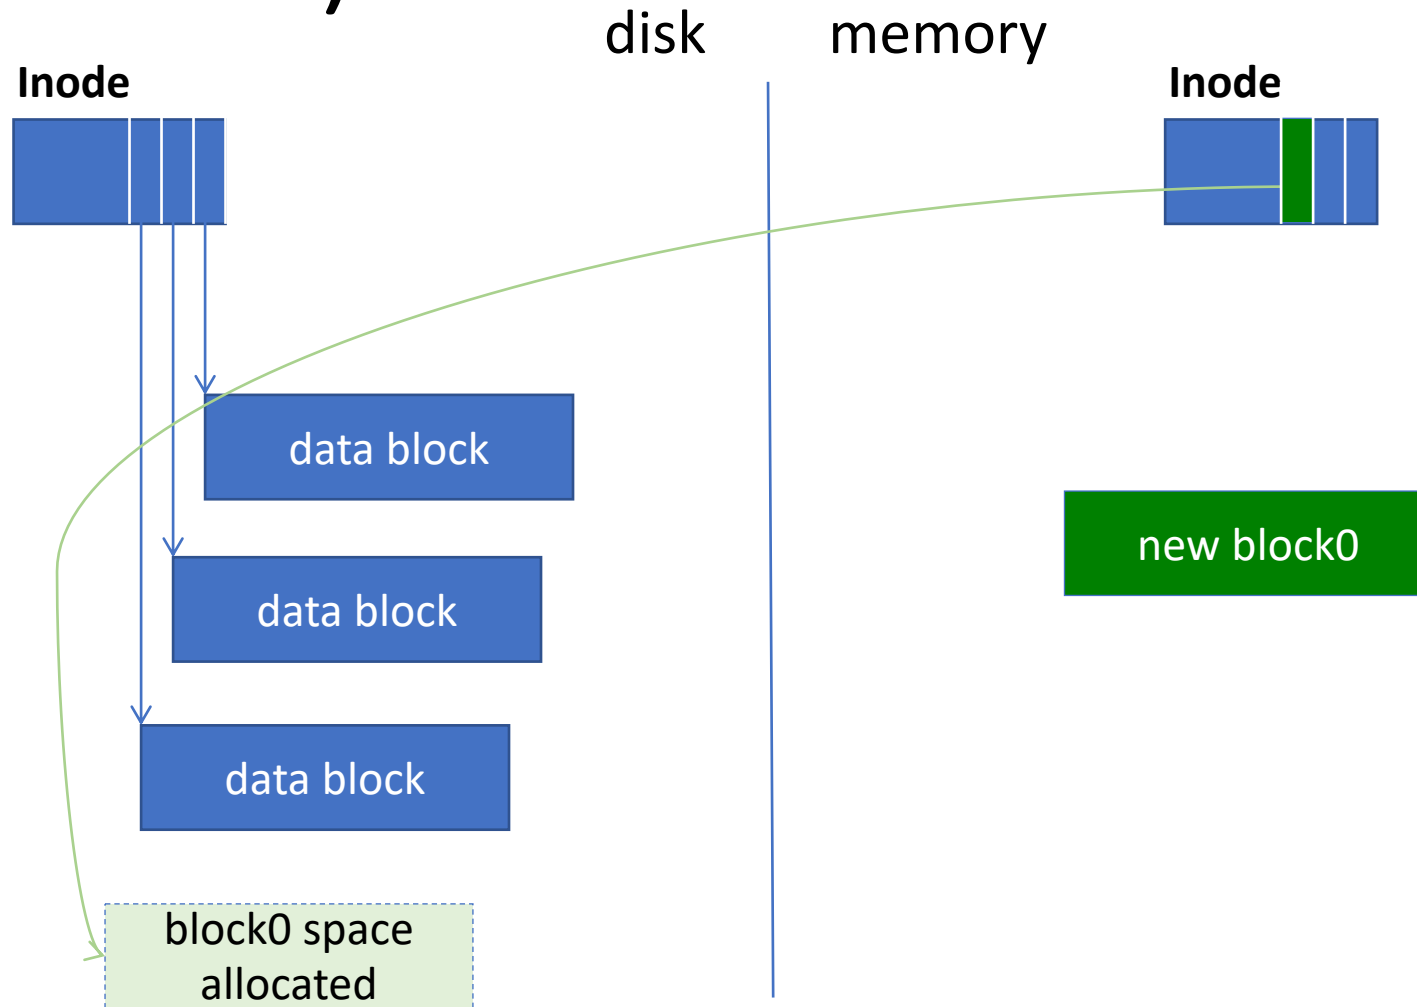 disk memory
Inode
Inode
data block
new block0
data block
data block
block0 space
allocated